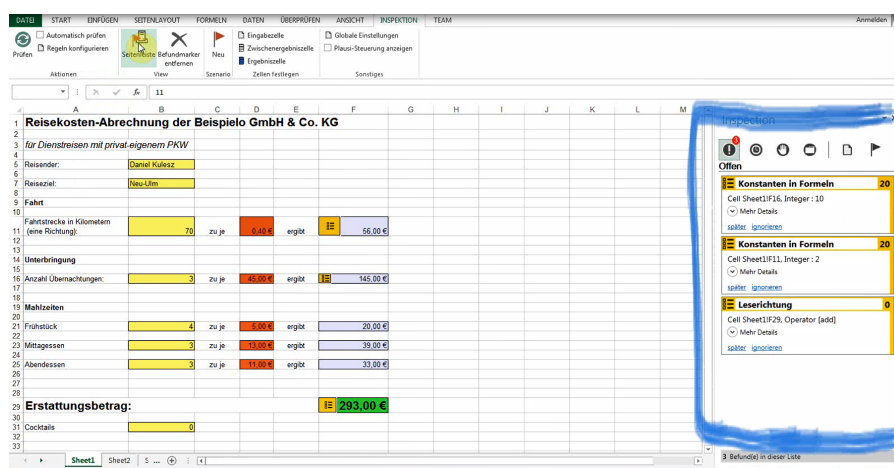 DATEI START EINFÜGEN SEITENLAYOUT FORMELN DATEN ÜBERPRÜFEN ANSICHT INSPEKTION TEAM Anmelden
Prüfen
Automatisch prüfen
Regeln konfigurieren
Aktionen
Seitenleiste Befundmarker entfernen
View
Neu
Szenario
Eingabezelle
Zwischenergebniszelle
Ergebniszelle
Zellen festlegen
Globale Einstellungen
Plausi-Steuerung anzeigen
Sonstiges
fx 11
A B C D E F G H I J K L M
1 Reisekosten-Abrechnung der Beispielo GmbH & Co. KG
2
3 für Dienstreisen mit privat-eigenem PKW
4
5 Reisender: Daniel Kulesz
6
7 Reiseziel: Neu-Ulm
8
9 Fahrt
10
Fahrtstrecke in Kilometern
11 (eine Richtung): 70 zu je 0,40 € ergibt 56,00 €
12
13
14 Unterbringung
15
16 Anzahl Übernachtungen: 3 zu je 45,00 € ergibt 145,00 €
17
18
19 Mahlzeiten
20
21 Frühstück 4 zu je 5,00 € ergibt 20,00 €
22
23 Mittagessen 3 zu je 13,00 € ergibt 39,00 €
24
25 Abendessen 3 zu je 11,00 € ergibt 33,00 €
26
27
28
29 Erstattungsbetrag: 293,00 €
30
31 Cocktails 0
32
33
Sheet1 Sheet2 S ...
Inspection
3
Offen
Konstanten in Formeln 20
Cell Sheet1!F16, Integer : 10
Mehr Details
später ignorieren
Konstanten in Formeln 20
Cell Sheet1!F11, Integer : 2
Mehr Details
später ignorieren
Leserichtung 0
Cell Sheet1!F29, Operator [add]
Mehr Details
später ignorieren
3 Befund(e) in dieser Liste